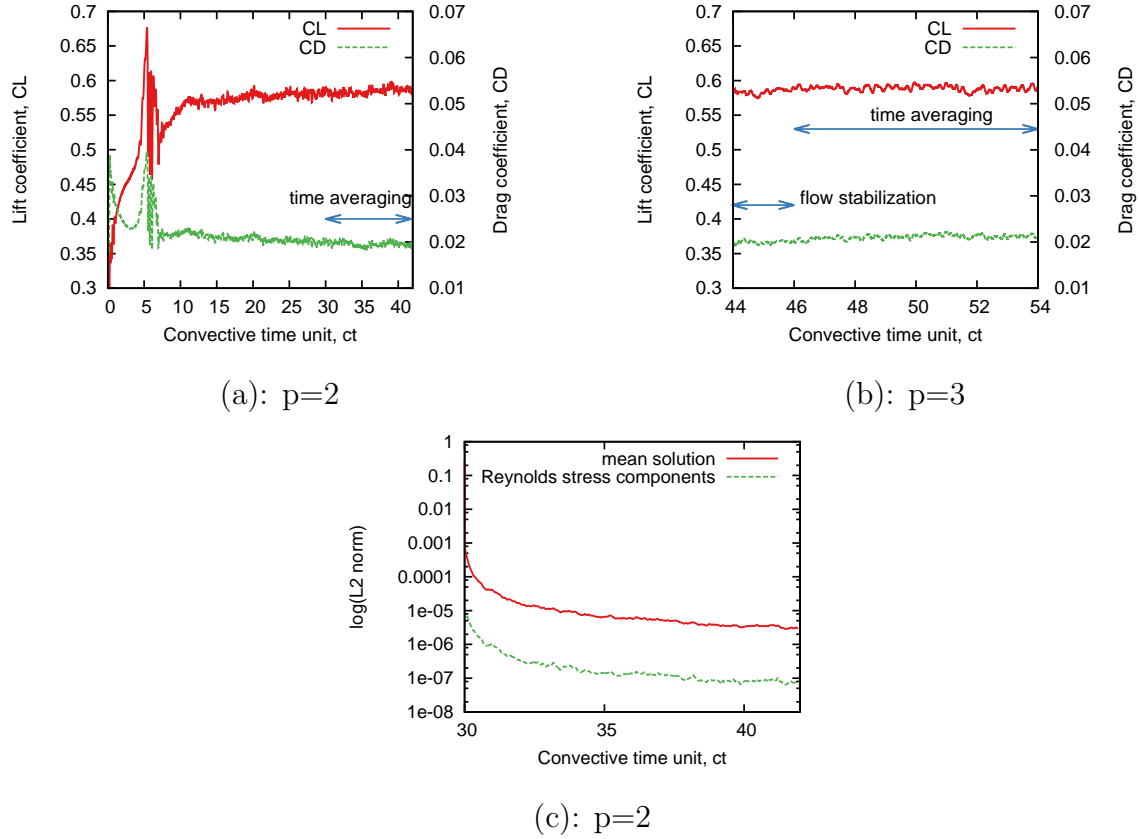 CL
CD
0.7
0.65
0.6
0.55
0.5
0.45
0.4
0.35
0.3
0.07
0.06
0.05
0.04
0.03
0.02
0.01
Lift coefficient, CL
Drag coefficient, CD
time averaging
0 5 10 15 20 25 30 35 40
Convective time unit, ct
(a): p=2
CL
CD
0.7
0.65
0.6
0.55
0.5
0.45
0.4
0.35
0.3
0.07
0.06
0.05
0.04
0.03
0.02
0.01
Lift coefficient, CL
Drag coefficient, CD
time averaging
flow stabilization
44 46 48 50 52 54
Convective time unit, ct
(b): p=3
mean solution
Reynolds stress components
1
0.1
0.01
0.001
0.0001
1e-05
1e-06
1e-07
1e-08
log(L2 norm)
30 35 40
Convective time unit, ct
(c): p=2